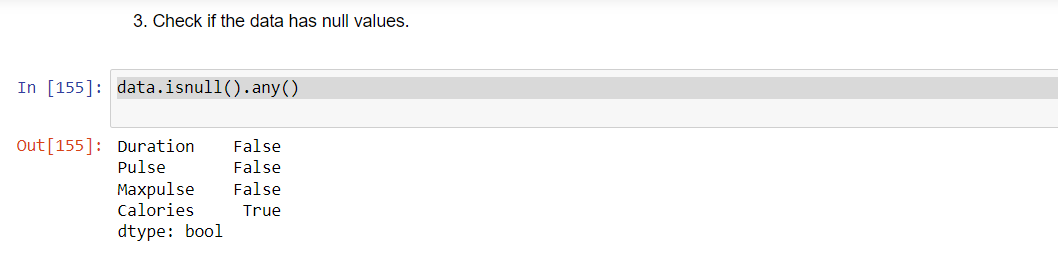 3. Check if the data has null values.
In [155]: data.isnull().any()
Out[155]: Duration    False
Pulse       False
Maxpulse    False
Calories     True
dtype: bool